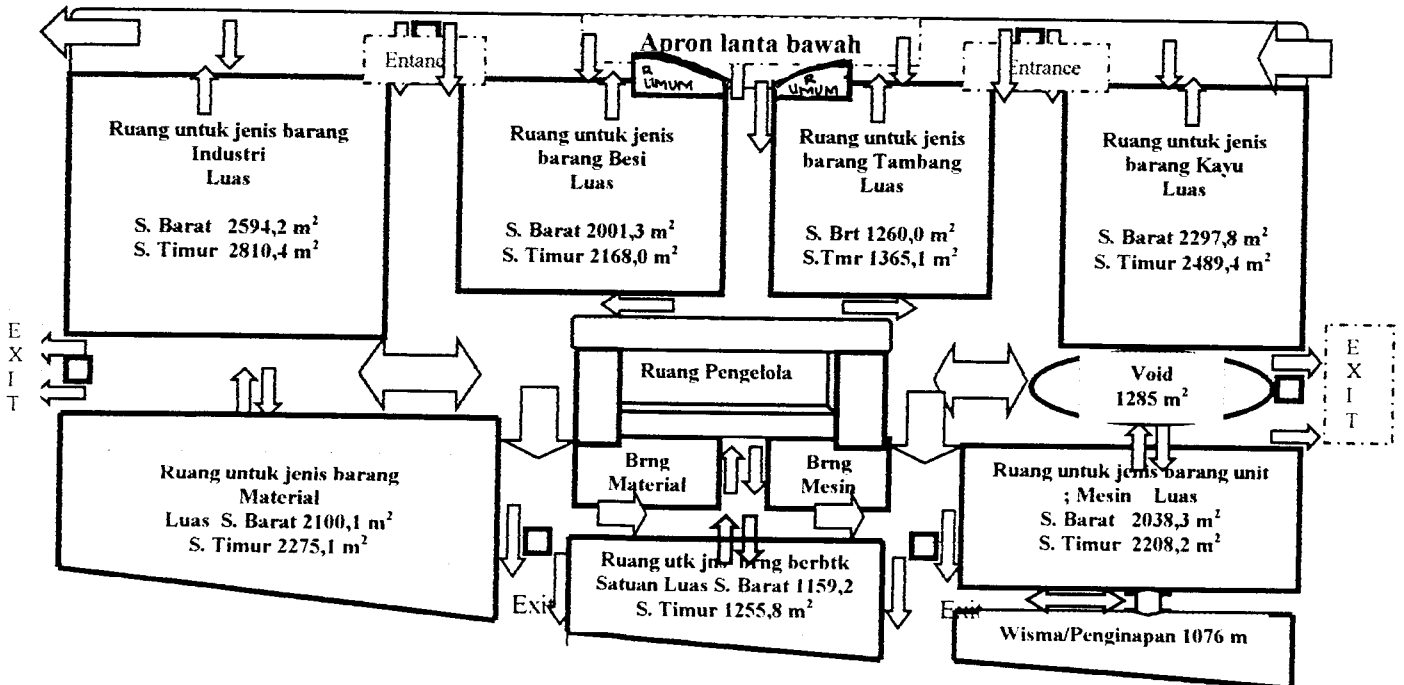 Apron lanta bawah
Entanc
R
UMUM
R
UMUM
Entrance
Ruang untuk jenis barang
Industri
Luas
S. Barat 2594,2 m²
S. Timur 2810,4 m²
Ruang untuk jenis
barang Besi
Luas
S. Barat 2001,3 m²
S. Timur 2168,0 m²
Ruang untuk jenis
barang Tambang
Luas
S. Brt 1260,0 m²
S.Tmr 1365,1 m²
Ruang untuk jenis
barang Kayu
Luas
S. Barat 2297,8 m²
S. Timur 2489,4 m²
E
X
I
T
Ruang Pengelola
Void
1285 m²
E
X
I
T
Ruang untuk jenis barang
Material
Luas S. Barat 2100,1 m²
S. Timur 2275,1 m²
Brng
Material
Brng
Mesin
Ruang untuk jenis barang unit
; Mesin Luas
S. Barat 2038,3 m²
S. Timur 2208,2 m²
Exit
Ruang utk jns brng berbtk
Satuan Luas S. Barat 1159,2
S. Timur 1255,8 m²
Exit
Wisma/Penginapan 1076 m